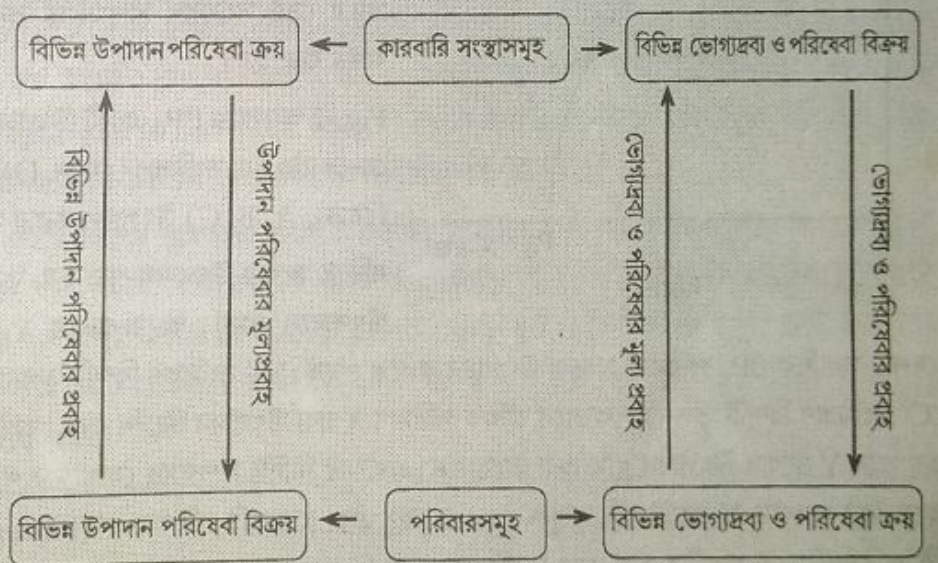 বিভিন্ন উপাদান পরিষেবা ক্রয়
কারবারি সংস্থাসমূহ
বিভিন্ন ভোগ্যদ্রব্য ও পরিষেবা বিক্রয়
বিভিন্ন উপাদান পরিষেবার প্রবাহ
উপাদান পরিষেবার মূল্যপ্রবাহ
ভোগ্যদ্রব্য ও পরিষেবার মূল্য প্রবাহ
ভোগ্যদ্রব্য ও পরিষেবার প্রবাহ
বিভিন্ন উপাদান পরিষেবা বিক্রয়
পরিবারসমূহ
বিভিন্ন ভোগ্যদ্রব্য ও পরিষেবা ক্রয়